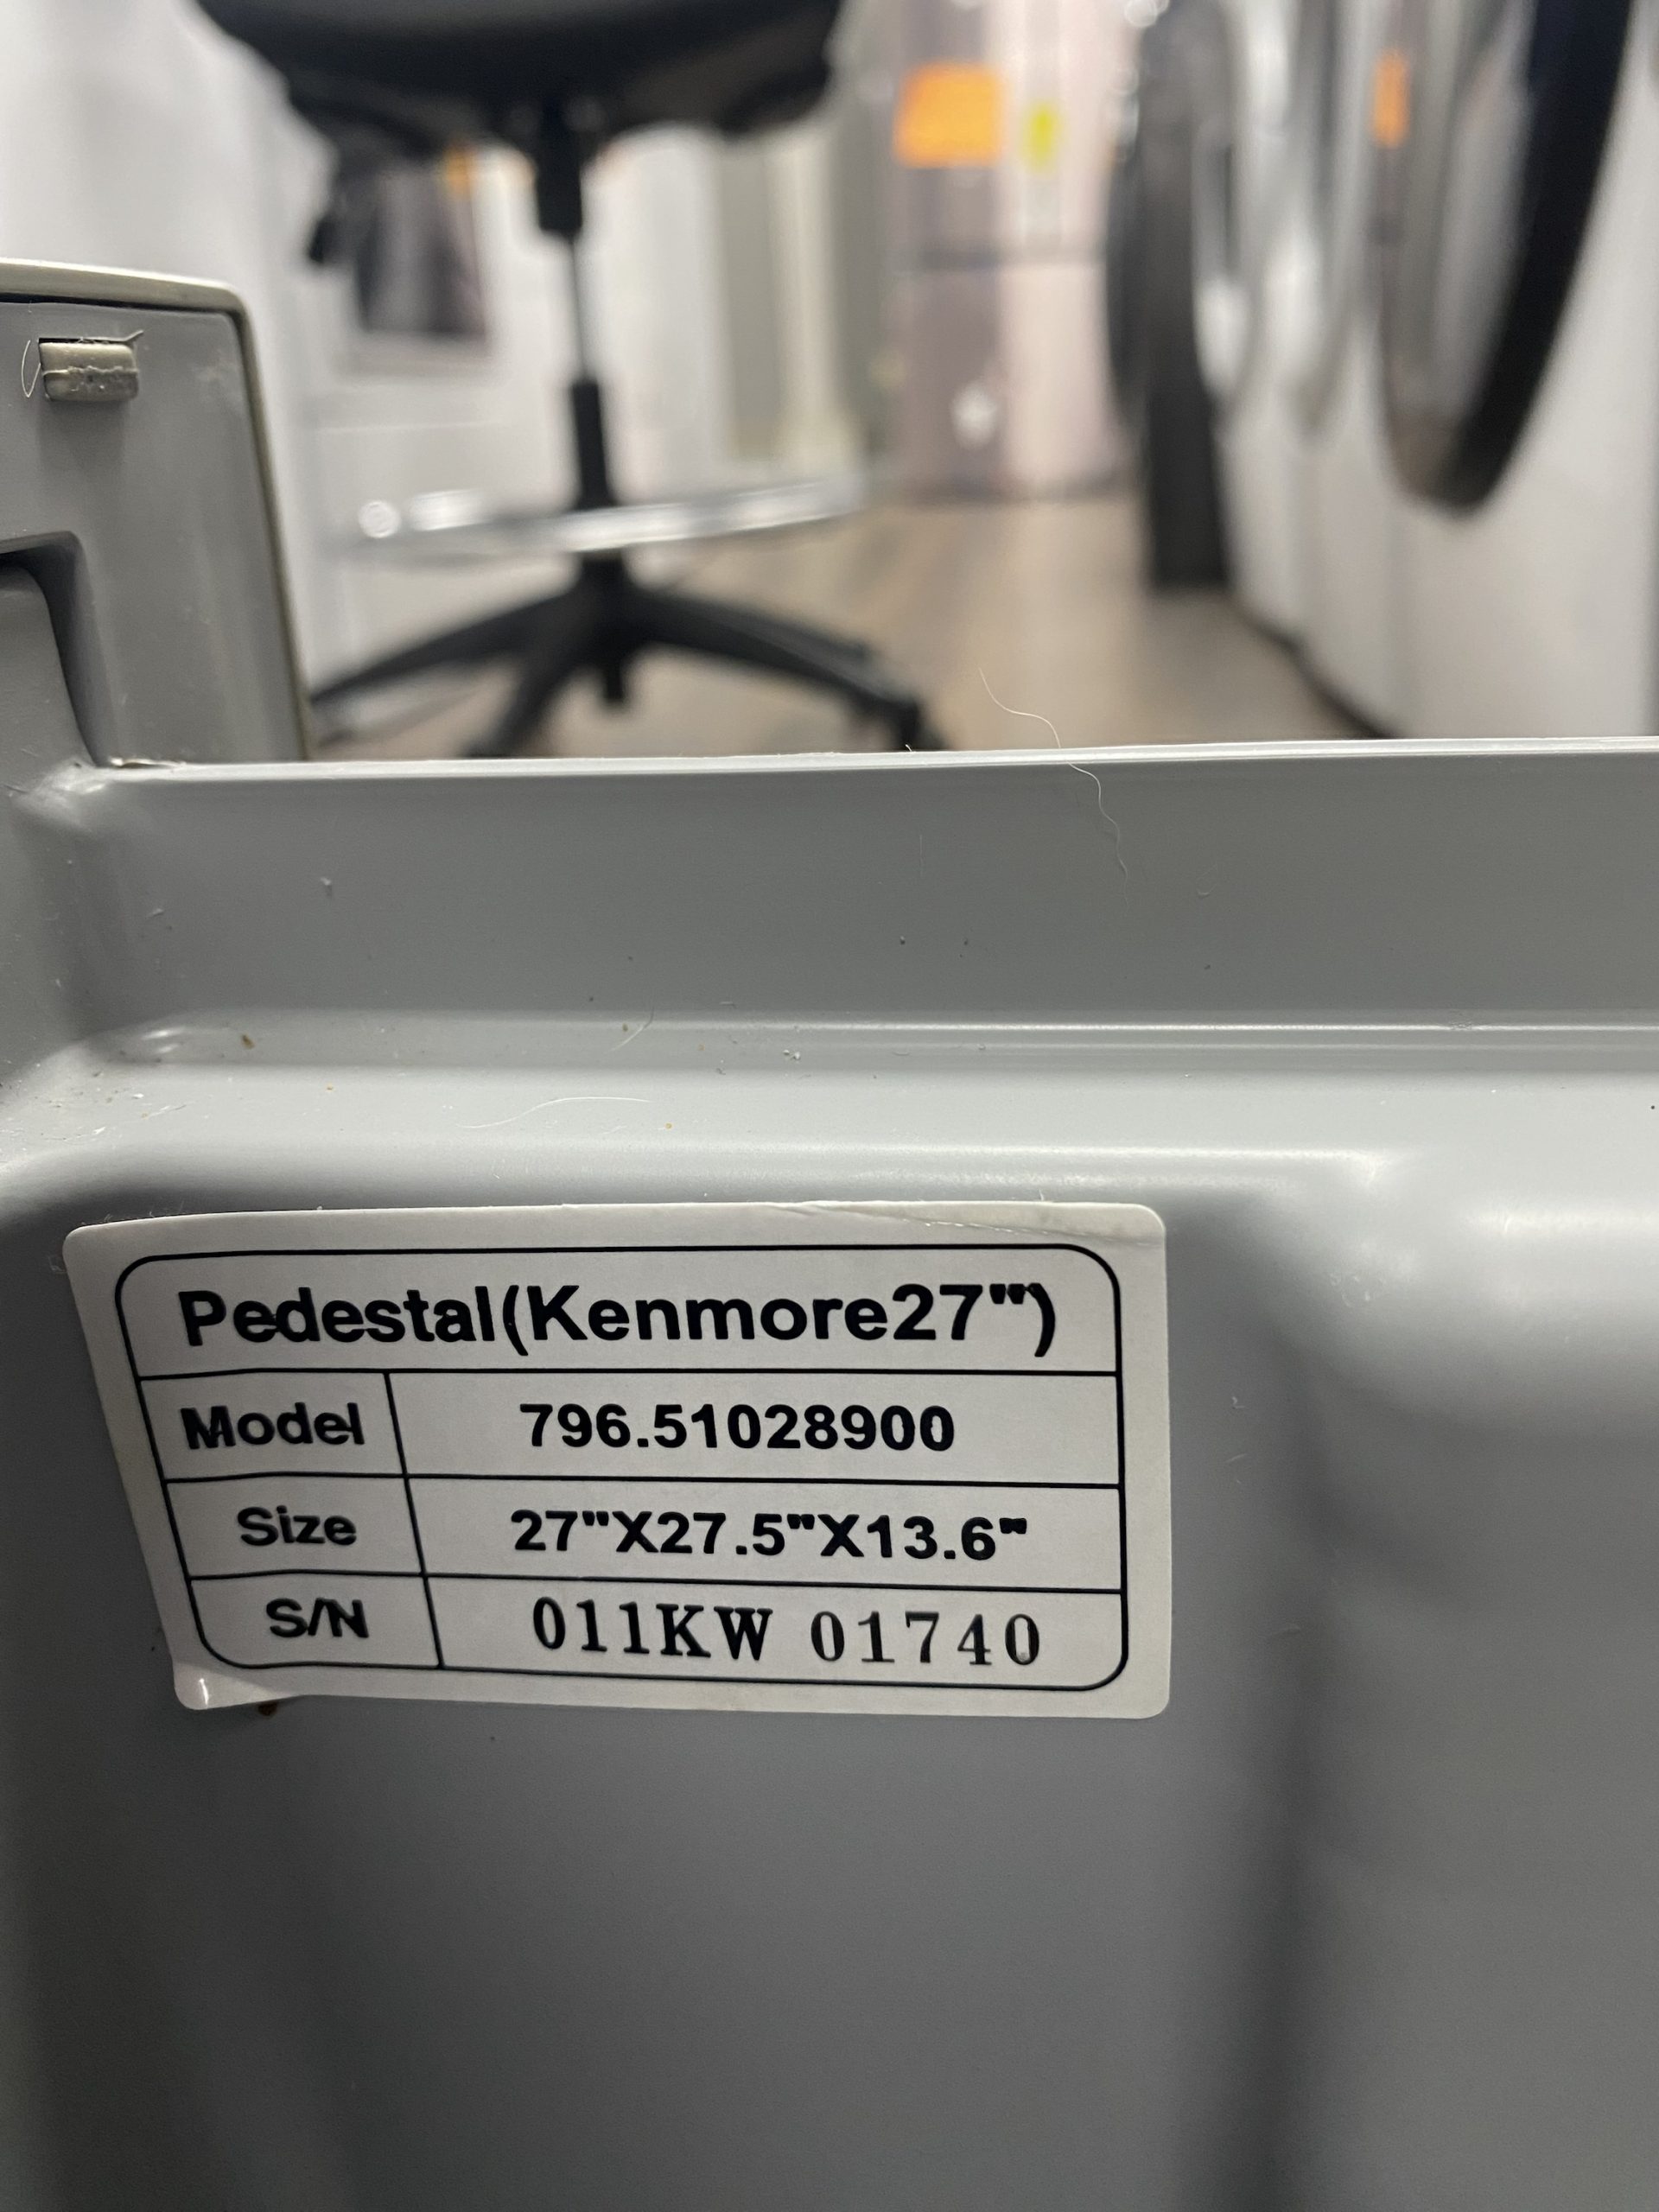 Pedestal(Kenmore27")
Model 796.51028900
Size 27"X27.5"X13.6"
S/N 011KW 01740